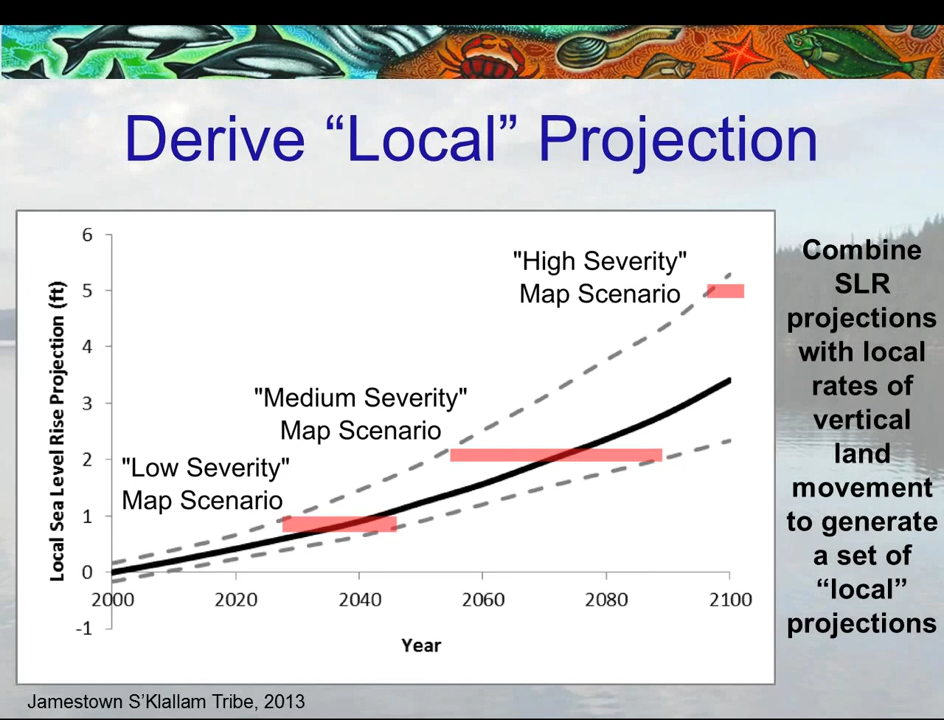 Derive “Local” Projection
Local Sea Level Rise Projection (ft)
6
5
4
3
2
1
0
-1
"High Severity"
Map Scenario
"Medium Severity"
Map Scenario
"Low Severity"
Map Scenario
2000
2020
2040
2060
2080
2100
Year
Combine
SLR
projections
with local
rates of
vertical
land
movement
to generate
a set of
“local”
projections
Jamestown S’Klallam Tribe, 2013